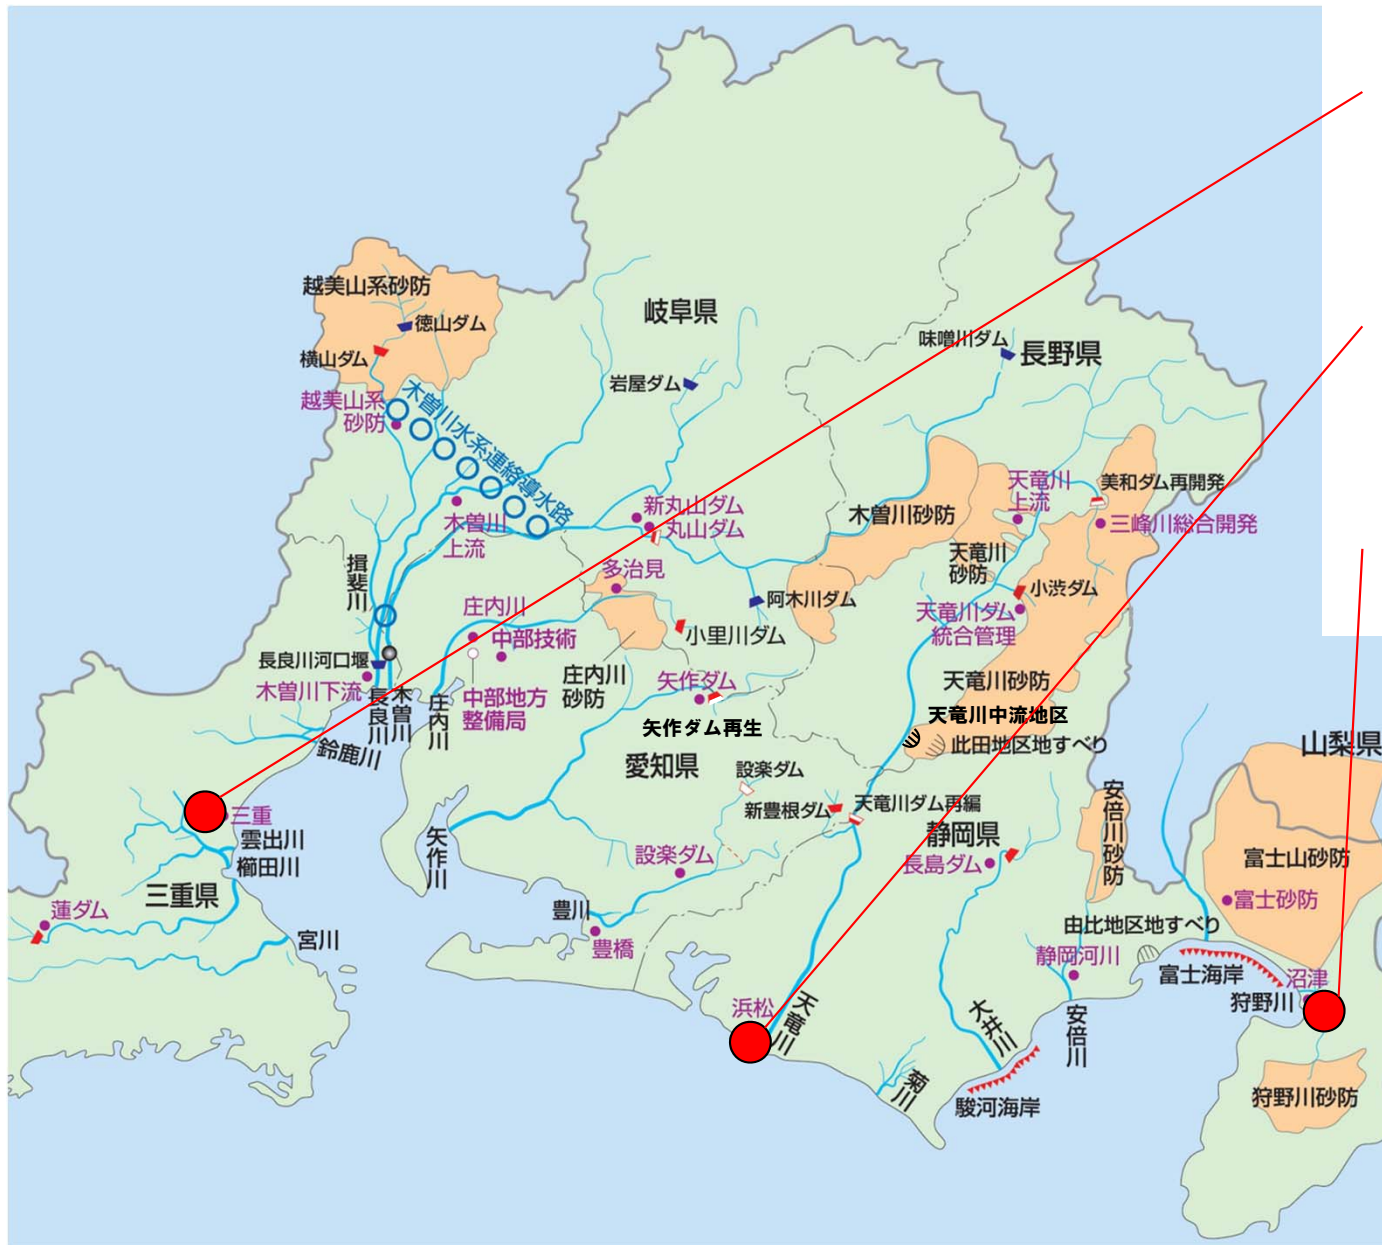 越美山系砂防
徳山ダム
横山ダム
越美山系
砂防
木曽川水系連絡導水路
岐阜県
岩屋ダム
味噌川ダム
長野県
新丸山ダム
丸山ダム
木曽川
上流
木曽川砂防
天竜川
上流
美和ダム再開発
三峰川総合開発
天竜川
砂防
小渋ダム
天竜川ダム
統合管理
揖斐川
多治見
阿木川ダム
庄内川
中部技術
小里川ダム
長良川河口堰
木曽川下流
長良川
木曽川
庄内川
中部地方
整備局
庄内川
砂防
矢作ダム
矢作ダム再生
天竜川砂防
天竜川中流地区
此田地区地すべり
鈴鹿川
愛知県
設楽ダム
新豊根ダム
天竜川ダム再編
山梨県
安倍川砂防
静岡県
長島ダム
富士山砂防
富士砂防
三重
雲出川
櫛田川
三重県
蓮ダム
宮川
矢作川
設楽ダム
豊川
豊橋
由比地区地すべり
静岡河川
富士海岸
沼津
狩野川
浜松
天竜川
大井川
安倍川
菊川
駿河海岸
狩野川砂防